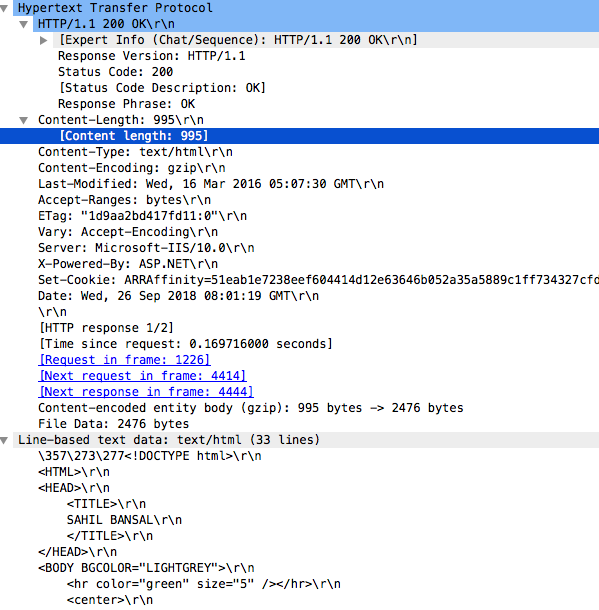 Hypertext Transfer Protocol
HTTP/1.1 200 OK\r\n
[Expert Info (Chat/Sequence): HTTP/1.1 200 OK\r\n]
Response Version: HTTP/1.1
Status Code: 200
[Status Code Description: OK]
Response Phrase: OK
Content-Length: 995\r\n
[Content length: 995]
Content-Type: text/html\r\n
Content-Encoding: gzip\r\n
Last-Modified: Wed, 16 Mar 2016 05:07:30 GMT\r\n
Accept-Ranges: bytes\r\n
ETag: "1d9aa2bd417fd11:0"\r\n
Vary: Accept-Encoding\r\n
Server: Microsoft-IIS/10.0\r\n
X-Powered-By: ASP.NET\r\n
Set-Cookie: ARRAffinity=51eab1e7238eef604414d12e63646b052a35a5889c1ff734327cfd
Date: Wed, 26 Sep 2018 08:01:19 GMT\r\n
\r\n
[HTTP response 1/2]
[Time since request: 0.169716000 seconds]
[Request in frame: 1226]
[Next request in frame: 4414]
[Next response in frame: 4444]
Content-encoded entity body (gzip): 995 bytes -> 2476 bytes
File Data: 2476 bytes
Line-based text data: text/html (33 lines)
\357\273\277<!DOCTYPE html>\r\n
<HTML>\r\n
<HEAD>\r\n
<TITLE>\r\n
SAHIL BANSAL\r\n
</TITLE>\r\n
</HEAD>\r\n
<BODY BGCOLOR="LIGHTGREY">\r\n
<hr color="green" size="5" /></hr>\r\n
<center>\r\n